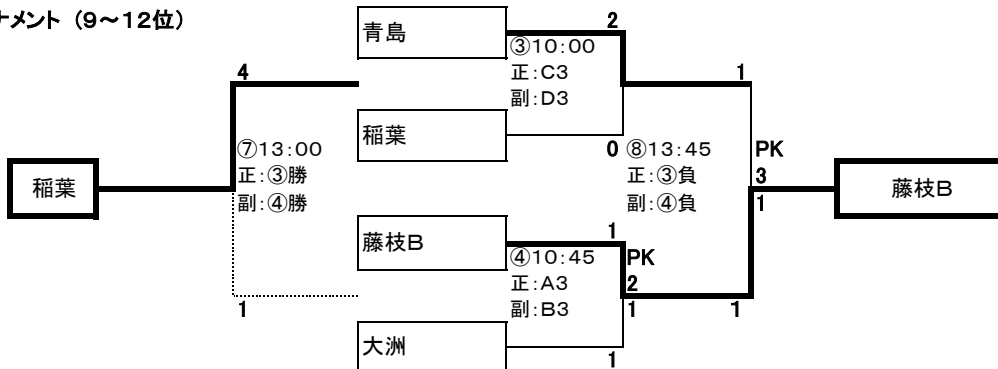 ナメント（9～12位）
青島
2
③10:00
正:C3
副:D3
4
1
稲葉
0
⑦13:00
正:③勝
副:④勝
⑧13:45
正:③負
副:④負
PK
3
1
稲葉
藤枝B
藤枝B
1
④10:45
正:A3
副:B3
PK
2
1
1
1
大洲
1